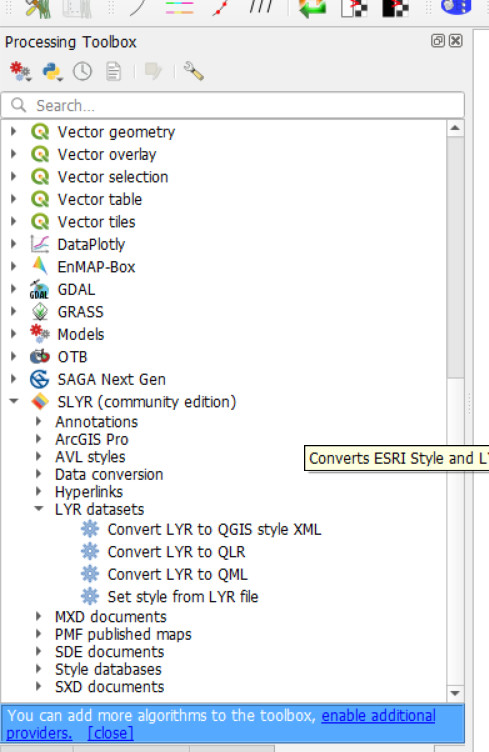 Processing Toolbox
Search...
Vector geometry
Vector overlay
Vector selection
Vector table
Vector tiles
DataPlotly
EnMAP-Box
GDAL
GDAL
GRASS
Models
OTB
SAGA Next Gen
SLYR (community edition)
Annotations
ArcGIS Pro
AVL styles
Converts ESRI Style and LY
Data conversion
Hyperlinks
LYR datasets
Convert LYR to QGIS style XML
Convert LYR to QLR
Convert LYR to QML
Set style from LYR file
MXD documents
PMF published maps
SDE documents
Style databases
SXD documents
You can add more algorithms to the toolbox, enable additional
providers. [close]